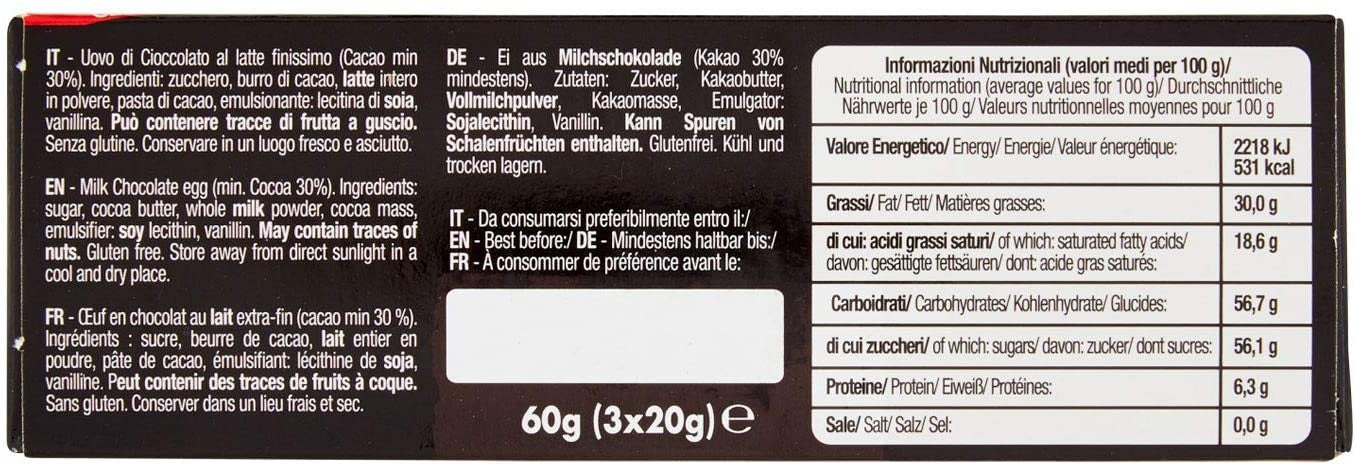 IT - Uovo di Cioccolato al latte finissimo (Cacao min
30%). Ingredienti: zucchero, burro di cacao, latte intero
in polvere, pasta di cacao, emulsionante: lecitina di soia,
vanillina. Può contenere tracce di frutta a guscio.
Senza glutine. Conservare in un luogo fresco e asciutto.
EN - Milk Chocolate egg (min. Cocoa 30%). Ingredients:
sugar, cocoa butter, whole milk powder, cocoa mass,
emulsifier: soy lecithin, vanillin. May contain traces of
nuts. Gluten free. Store away from direct sunlight in a
cool and dry place.
FR - Œuf en chocolat au lait extra-fin (cacao min 30 %).
Ingrédients : sucre, beurre de cacao, lait entier en
poudre, pâte de cacao, émulsifiant: lécithine de soja,
vanilline. Peut contenir des traces de fruits à coque.
Sans gluten. Conserver dans un lieu frais et sec.
DE - Ei aus Milchschokolade (Kakao 30%
mindestens). Zutaten: Zucker, Kakaobutter,
Vollmilchpulver, Kakaomasse, Emulgator:
Sojalecithin, Vanillin. Kann Spuren von
Schalenfrüchten enthalten. Glutenfrei. Kühl und
trocken lagern.
IT - Da consumarsi preferibilmente entro il:/
EN - Best before:/ DE - Mindestens haltbar bis:/
FR - À consommer de préférence avant le:
60g (3x20g) ℮
Informazioni Nutrizionali (valori medi per 100 g)/
Nutritional information (average values for 100 g)/ Durchschnittliche
Nährwerte je 100 g/ Valeurs nutritionnelles moyennes pour 100 g
Valore Energetico/ Energy/ Energie/ Valeur énergétique: 2218 kJ
531 kcal
Grassi/ Fat/ Fett/ Matières grasses: 30,0 g
di cui: acidi grassi saturi/ of which: saturated fatty acids/ 18,6 g
davon: gesättigte fettsäuren/ dont: acide gras saturés:
Carboidrati/ Carbohydrates/ Kohlenhydrate/ Glucides: 56,7 g
di cui zuccheri/ of which: sugars/ davon: zucker/ dont sucres: 56,1 g
Proteine/ Protein/ Eiweiß/ Protéines: 6,3 g
Sale/ Salt/ Salz/ Sel: 0,0 g